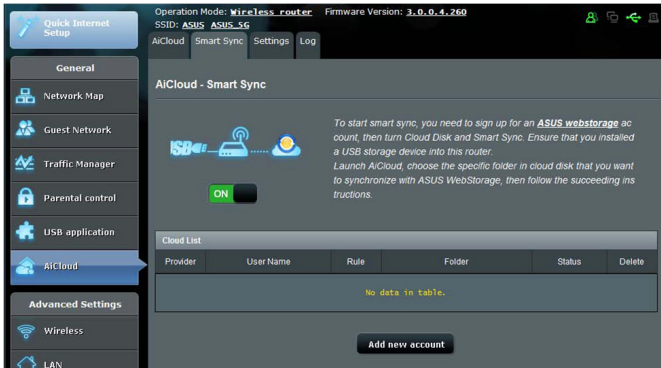 Quick Internet
Setup
Operation Mode: Wireless router Firmware Version: 3.0.0.4.260
SSID: ASUS ASUS_5G
AiCloud Smart Sync Settings Log
General
Network Map
Guest Network
Traffic Manager
Parental control
USB application
AiCloud
Advanced Settings
Wireless
LAN
AiCloud - Smart Sync
USB
ON
To start smart sync, you need to sign up for an ASUS webstorage ac
count, then turn Cloud Disk and Smart Sync. Ensure that you installed
a USB storage device into this router.
Launch AiCloud, choose the specific folder in cloud disk that you want
to synchronize with ASUS WebStorage, then follow the succeeding ins
tructions.
Cloud List
Provider User Name Rule Folder Status Delete
No data in table.
Add new account